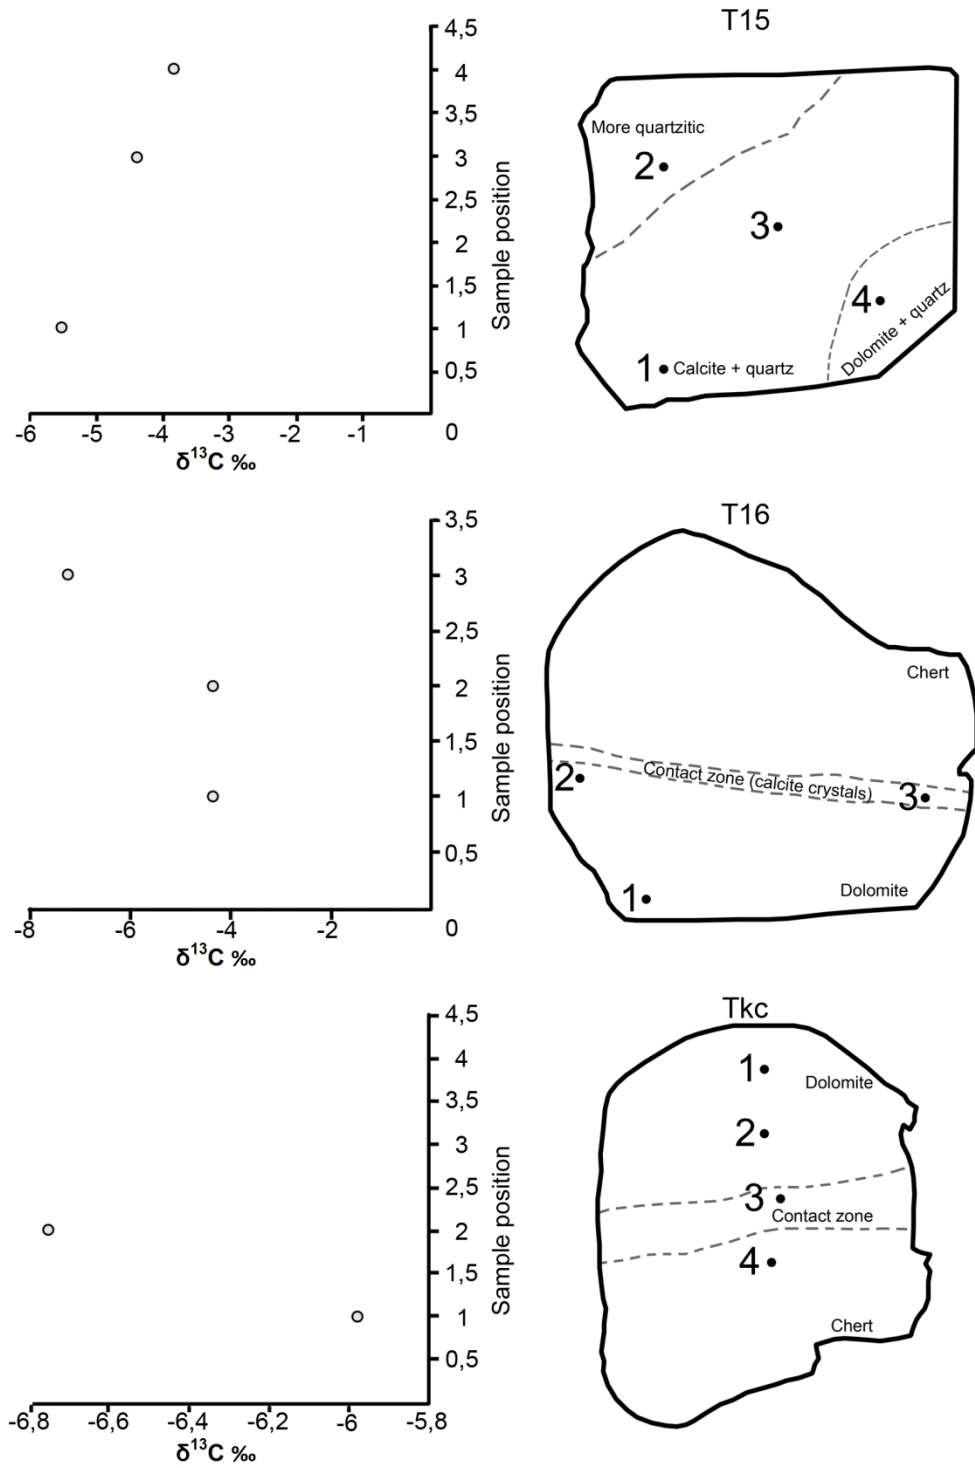 T15
4,5
4
3,5
3
2,5
2
1,5
1
0,5
0
Sample position
-6 -5 -4 -3 -2 -1
δ¹³C ‰
More quartzitic
2
3
4
Dolomite + quartz
1 Calcite + quartz
T16
3,5
3
2,5
2
1,5
1
0,5
0
Sample position
-8 -6 -4 -2
δ¹³C ‰
Chert
Contact zone (calcite crystals)
2
3
1
Dolomite
Tkc
4,5
4
3,5
3
2,5
2
1,5
1
0,5
Sample position
-6,8 -6,6 -6,4 -6,2 -6 -5,8
δ¹³C ‰
1
Dolomite
2
3
Contact zone
4
Chert